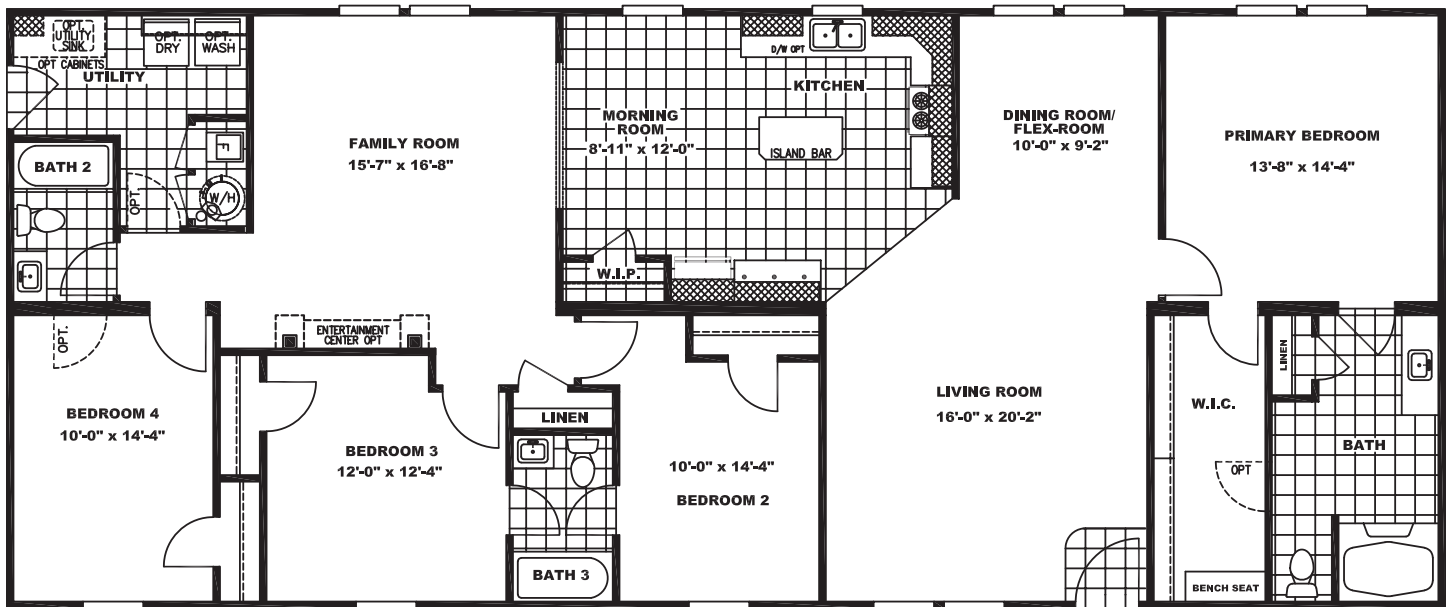 OPT.
UTILITY
SINK
OPT.
DRY
OPT.
WASH
OPT CABINETS
UTILITY
F
BATH 2
OPT.
W/H
FAMILY ROOM
15'-7" x 16'-8"
MORNING
ROOM
8'-11" x 12'-0"
D/W OPT
KITCHEN
ISLAND BAR
W.I.P.
DINING ROOM/
FLEX-ROOM
10'-0" x 9'-2"
PRIMARY BEDROOM
13'-8" x 14'-4"
OPT.
BEDROOM 4
10'-0" x 14'-4"
ENTERTAINMENT
CENTER OPT
BEDROOM 3
12'-0" x 12'-4"
LINEN
BATH 3
10'-0" x 14'-4"
BEDROOM 2
LIVING ROOM
16'-0" x 20'-2"
W.I.C.
OPT
BENCH SEAT
LINEN
BATH